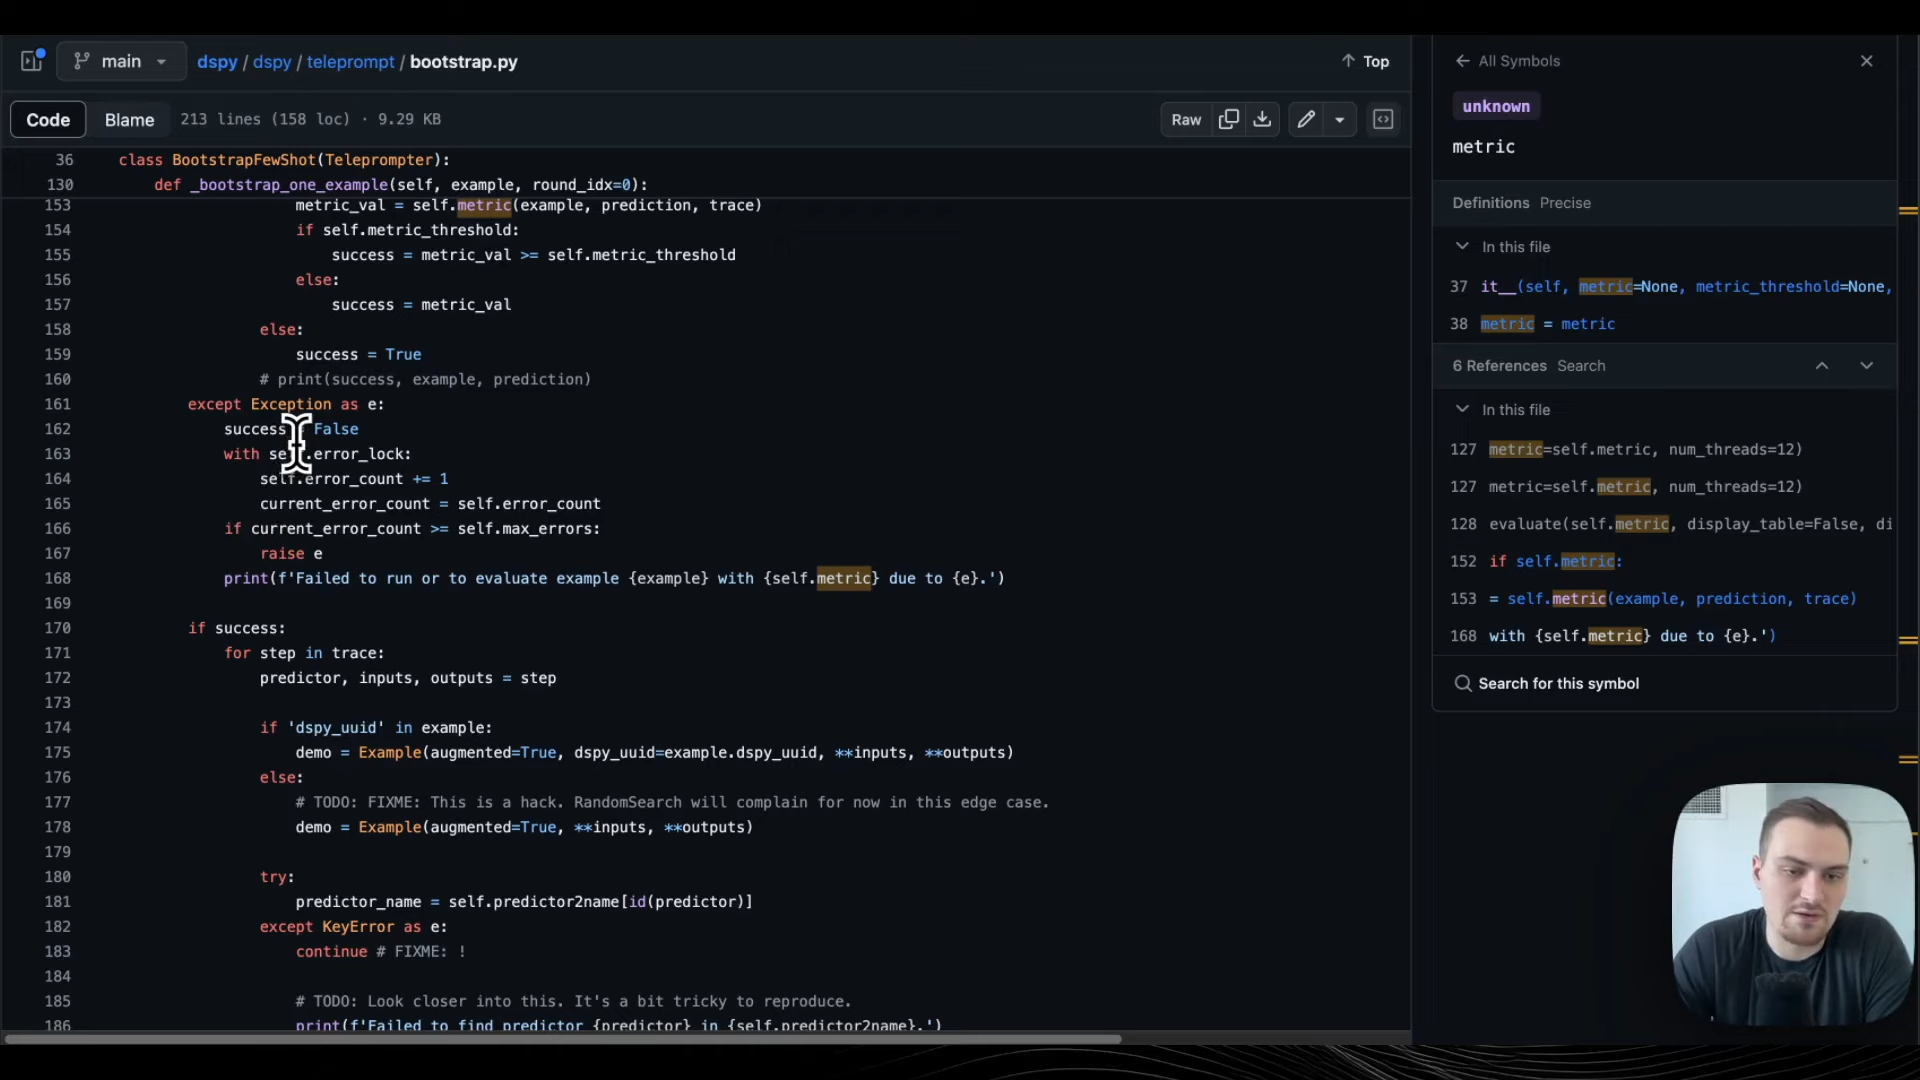 main
dspy / dspy / teleprompt / bootstrap.py
Top
Code
Blame
213 lines (158 loc) · 9.29 KB
Raw
36 class BootstrapFewShot(Teleprompter):
130 def _bootstrap_one_example(self, example, round_idx=0):
153 metric_val = self.metric(example, prediction, trace)
154 if self.metric_threshold:
155 success = metric_val >= self.metric_threshold
156 else:
157 success = metric_val
158 else:
159 success = True
160 # print(success, example, prediction)
161 except Exception as e:
162 success False
163 with self.error_lock:
164 self.error_count += 1
165 current_error_count = self.error_count
166 if current_error_count >= self.max_errors:
167 raise e
168 print(f'Failed to run or to evaluate example {example} with {self.metric} due to {e}.')
169
170 if success:
171 for step in trace:
172 predictor, inputs, outputs = step
173
174 if 'dspy_uuid' in example:
175 demo = Example(augmented=True, dspy_uuid=example.dspy_uuid, **inputs, **outputs)
176 else:
177 # TODO: FIXME: This is a hack. RandomSearch will complain for now in this edge case.
178 demo = Example(augmented=True, **inputs, **outputs)
179
180 try:
181 predictor_name = self.predictor2name[id(predictor)]
182 except KeyError as e:
183 continue # FIXME: !
184
185 # TODO: Look closer into this. It's a bit tricky to reproduce.
186 print(f'Failed to find predictor {predictor} in {self.predictor2name}.')
All Symbols
unknown
metric
Definitions Precise
In this file
37 it__(self, metric=None, metric_threshold=None,
38 metric = metric
6 References Search
In this file
127 metric=self.metric, num_threads=12)
127 metric=self.metric, num_threads=12)
128 evaluate(self.metric, display_table=False, di
152 if self.metric:
153 = self.metric(example, prediction, trace)
168 with {self.metric} due to {e}.')
Search for this symbol